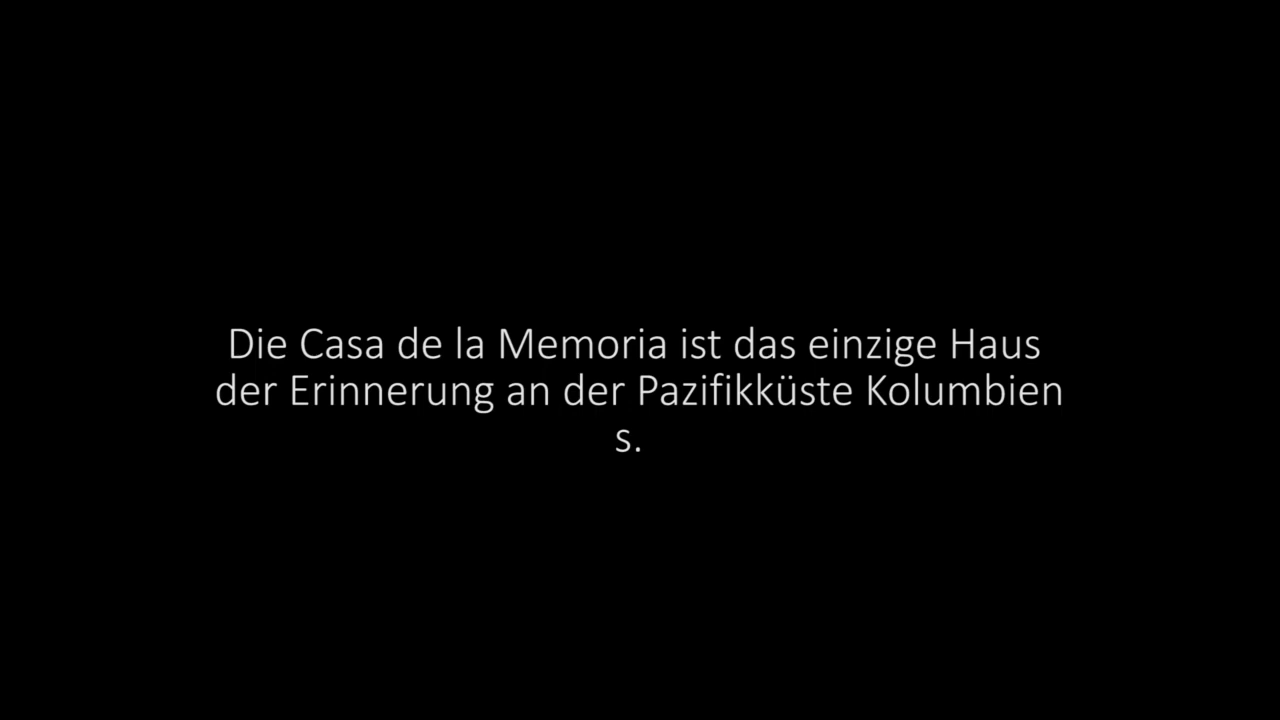 Die Casa de la Memoria ist das einzige Haus
der Erinnerung an der Pazifikküste Kolumbien
s.